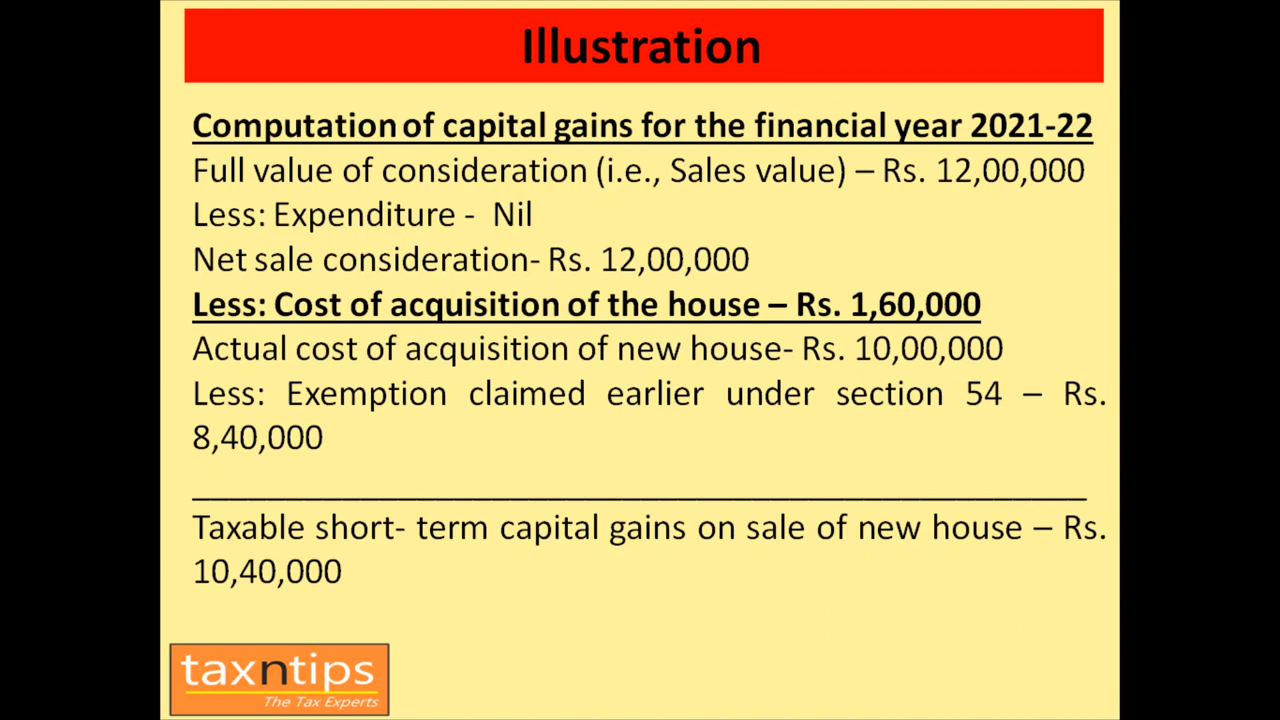 Illustration
Computation of capital gains for the financial year 2021-22
Full value of consideration (i.e., Sales value) – Rs. 12,00,000
Less: Expenditure - Nil
Net sale consideration- Rs. 12,00,000
Less: Cost of acquisition of the house – Rs. 1,60,000
Actual cost of acquisition of new house- Rs. 10,00,000
Less: Exemption claimed earlier under section 54 – Rs.
8,40,000
Taxable short- term capital gains on sale of new house – Rs.
10,40,000
taxntips
The Tax Experts